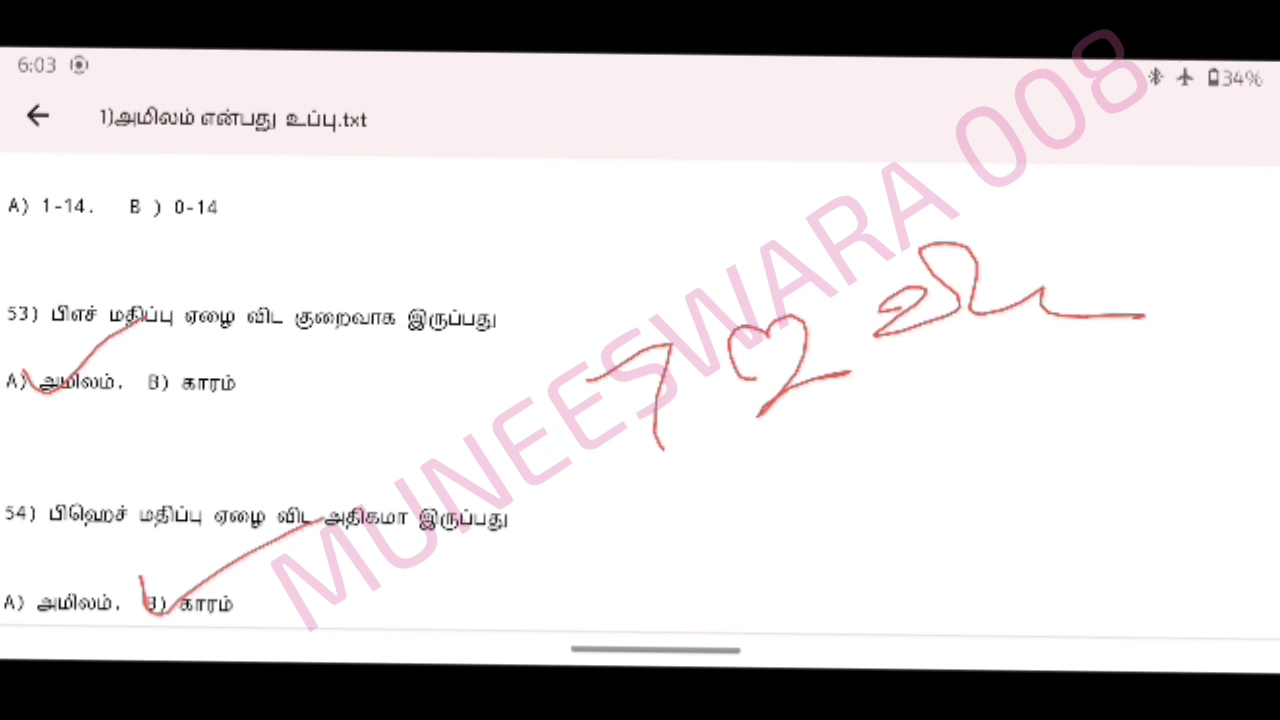 6:03 34%
1)அமிலம் என்பது உப்பு.txt
A) 1-14. B ) 0-14
53) பிஎச் மதிப்பு ஏழை விட குறைவாக இருப்பது
A) அமிலம். B) காரம்
54) பிஹெச் மதிப்பு ஏழை விட அதிகமா இருப்பது
A) அமிலம். B) காரம்
7
MUNEESWARA 008